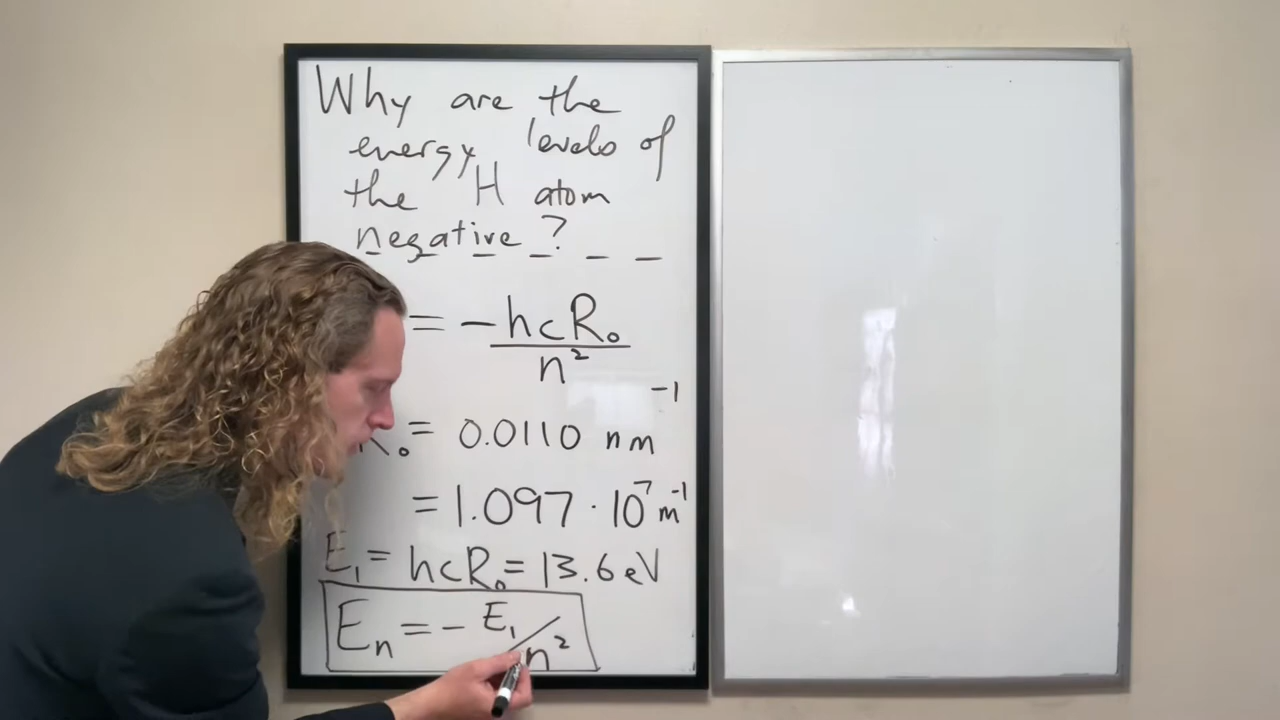 Why are the
energy levels of
the H atom
negative?
= -hcR₀
n²
₀ = 0.0110 nm⁻¹
= 1.097 · 10⁷ m⁻¹
E₁ = hcR₀ = 13.6 eV
Eₙ = - E₁/n²